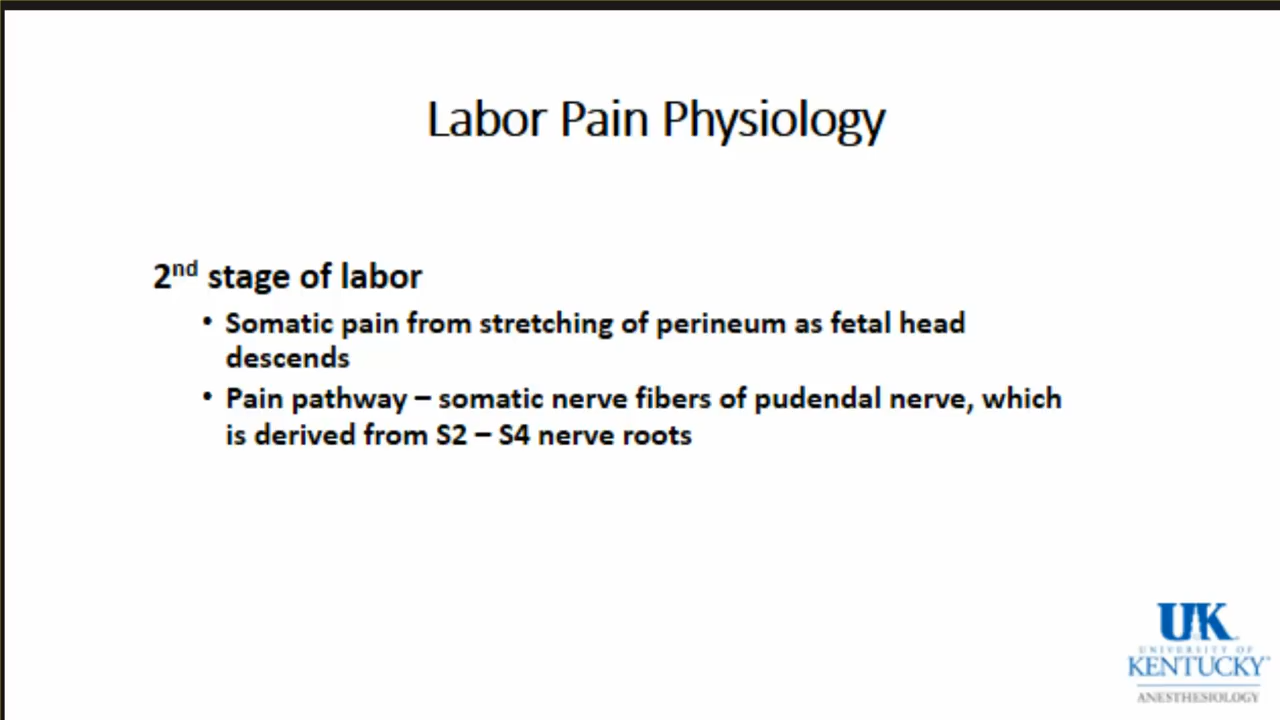 Labor Pain Physiology
2nd stage of labor
• Somatic pain from stretching of perineum as fetal head
descends
• Pain pathway – somatic nerve fibers of pudendal nerve, which
is derived from S2 – S4 nerve roots
UK
UNIVERSITY OF
KENTUCKY
ANESTHESIOLOGY